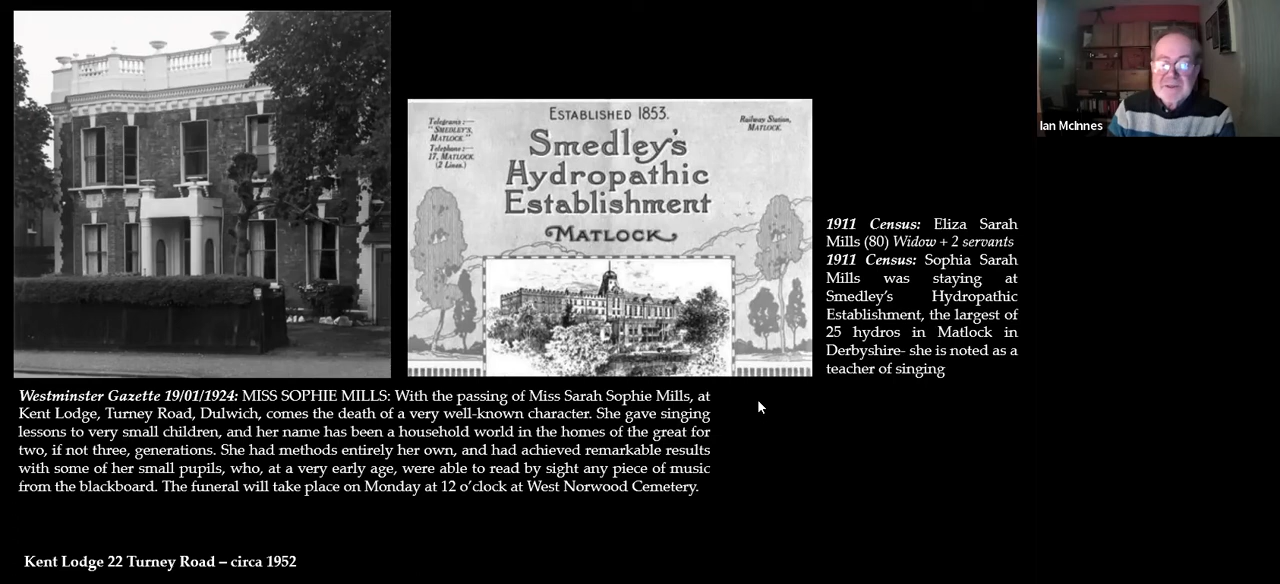 ESTABLISHED 1853.
Telegrams:—
"SMEDLEY'S,
MATLOCK."
Telephone:—
17, MATLOCK.
(2 Lines.)
Railway Station,
MATLOCK.
Smedley's
Hydropathic
Establishment
MATLOCK
Ian McInnes
1911 Census: Eliza Sarah
Mills (80) Widow + 2 servants
1911 Census: Sophia Sarah
Mills was staying at
Smedley's Hydropathic
Establishment, the largest of
25 hydros in Matlock in
Derbyshire- she is noted as a
teacher of singing
Westminster Gazette 19/01/1924: MISS SOPHIE MILLS: With the passing of Miss Sarah Sophie Mills, at
Kent Lodge, Turney Road, Dulwich, comes the death of a very well-known character. She gave singing
lessons to very small children, and her name has been a household world in the homes of the great for
two, if not three, generations. She had methods entirely her own, and had achieved remarkable results
with some of her small pupils, who, at a very early age, were able to read by sight any piece of music
from the blackboard. The funeral will take place on Monday at 12 o'clock at West Norwood Cemetery.
Kent Lodge 22 Turney Road – circa 1952